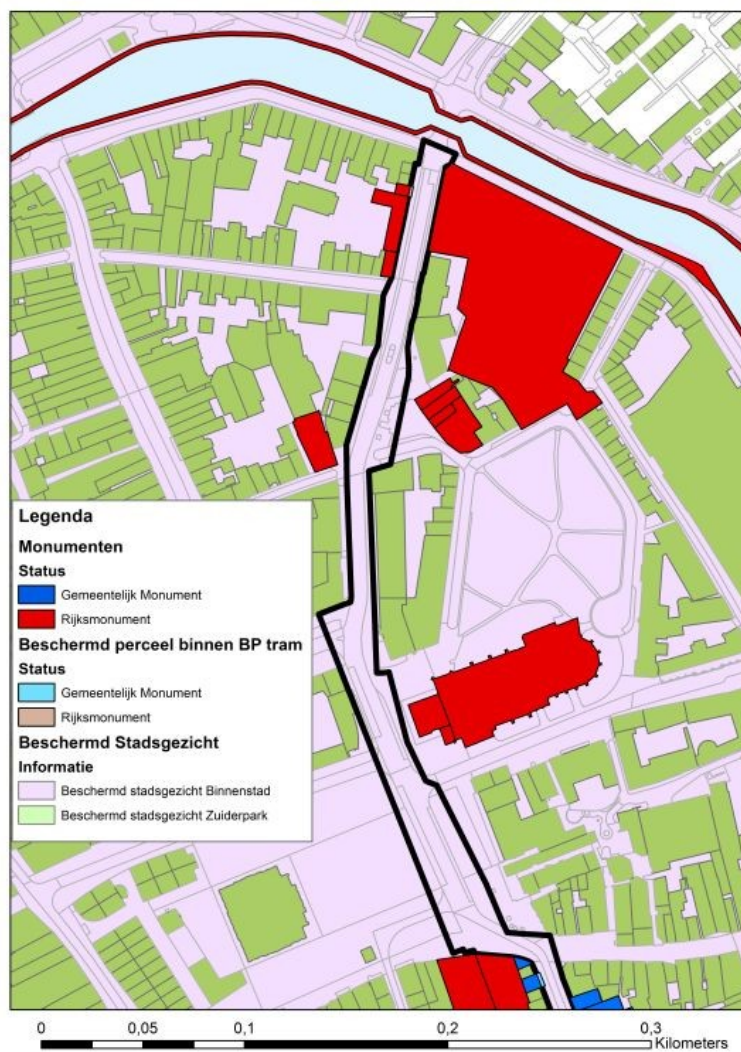 Legenda
Monumenten
Status
Gemeentelijk Monument
Rijksmonument
Beschermd perceel binnen BP tram
Status
Gemeentelijk Monument
Rijksmonument
Beschermd Stadsgezicht
Informatie
Beschermd stadsgezicht Binnenstad
Beschermd stadsgezicht Zuiderpark
0 0,05 0,1 0,2 0,3
Kilometers